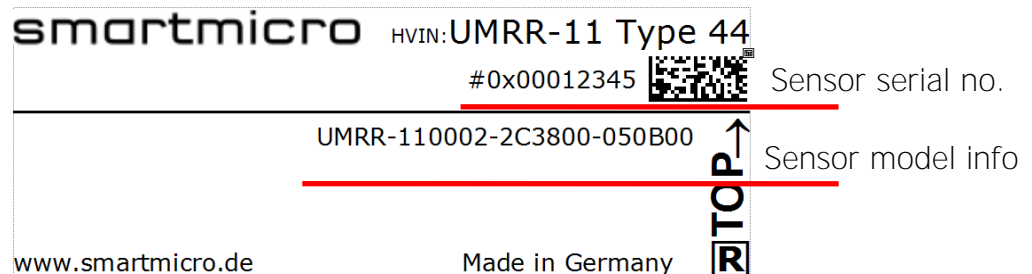 smartmicro HVIN:UMRR-11 Type 44
#0x00012345 Sensor serial no.
UMRR-110002-2C3800-050B00
Sensor model info
R TOP→
www.smartmicro.de Made in Germany